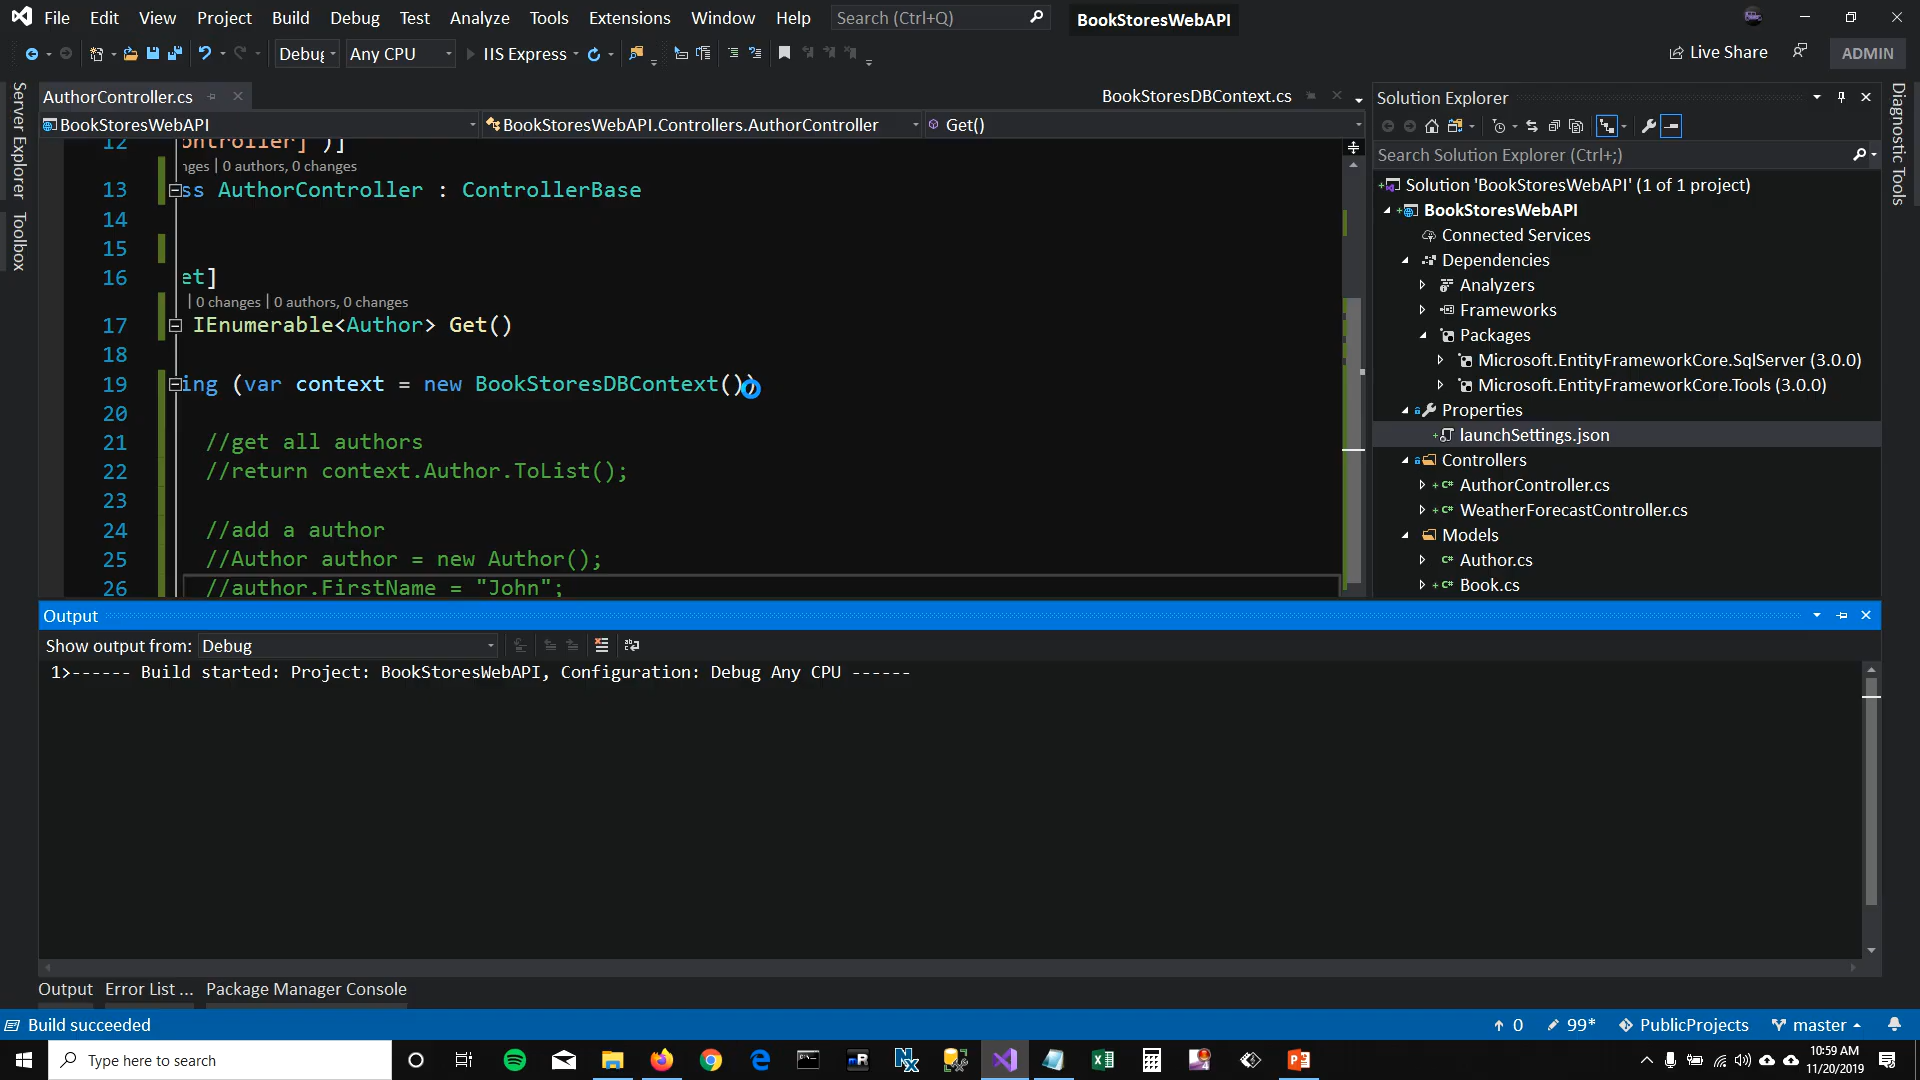 File Edit View Project Build Debug Test Analyze Tools Extensions Window Help Search (Ctrl+Q) BookStoresWebAPI
Debug Any CPU IIS Express Live Share ADMIN
Server Explorer
Toolbox
AuthorController.cs BookStoresDBContext.cs
BookStoresWebAPI BookStoresWebAPI.Controllers.AuthorController Get()
12 ontroller]")]
nges | 0 authors, 0 changes
13 ss AuthorController : ControllerBase
14
15
16 et]
| 0 changes | 0 authors, 0 changes
17 IEnumerable<Author> Get()
18
19 ing (var context = new BookStoresDBContext())
20
21 //get all authors
22 //return context.Author.ToList();
23
24 //add a author
25 //Author author = new Author();
26 //author.FirstName = "John";
Solution Explorer
Search Solution Explorer (Ctrl+;)
Solution 'BookStoresWebAPI' (1 of 1 project)
BookStoresWebAPI
Connected Services
Dependencies
Analyzers
Frameworks
Packages
Microsoft.EntityFrameworkCore.SqlServer (3.0.0)
Microsoft.EntityFrameworkCore.Tools (3.0.0)
Properties
launchSettings.json
Controllers
AuthorController.cs
WeatherForecastController.cs
Models
Author.cs
Book.cs
Diagnostic Tools
Output
Show output from: Debug
1>------ Build started: Project: BookStoresWebAPI, Configuration: Debug Any CPU ------
Output Error List ... Package Manager Console
Build succeeded 0 99* PublicProjects master
Type here to search
10:59 AM
11/20/2019